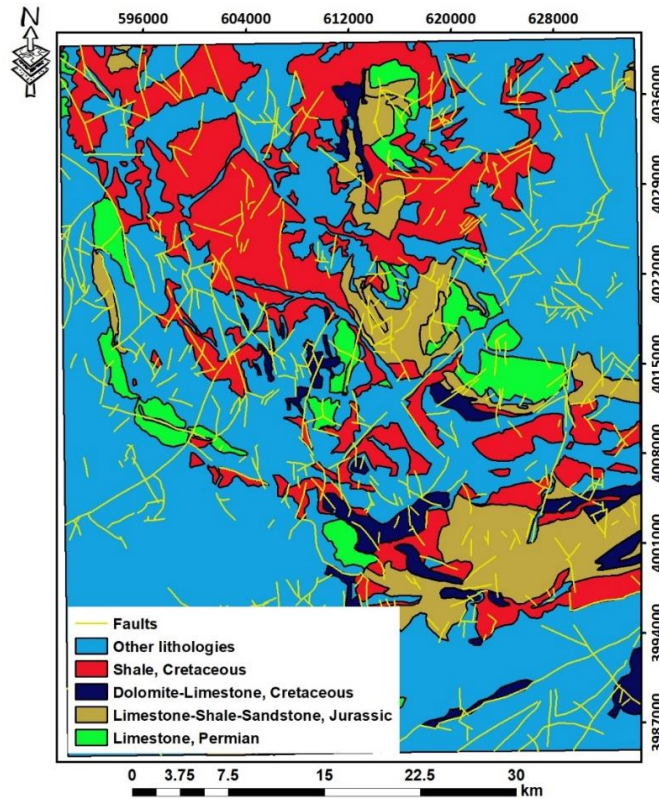 N
596000 604000 612000 620000 628000
4036000
4029000
4022000
4015000
4008000
4001000
3994000
3987000
Faults
Other lithologies
Shale, Cretaceous
Dolomite-Limestone, Cretaceous
Limestone-Shale-Sandstone, Jurassic
Limestone, Permian
0 3.75 7.5 15 22.5 30
km